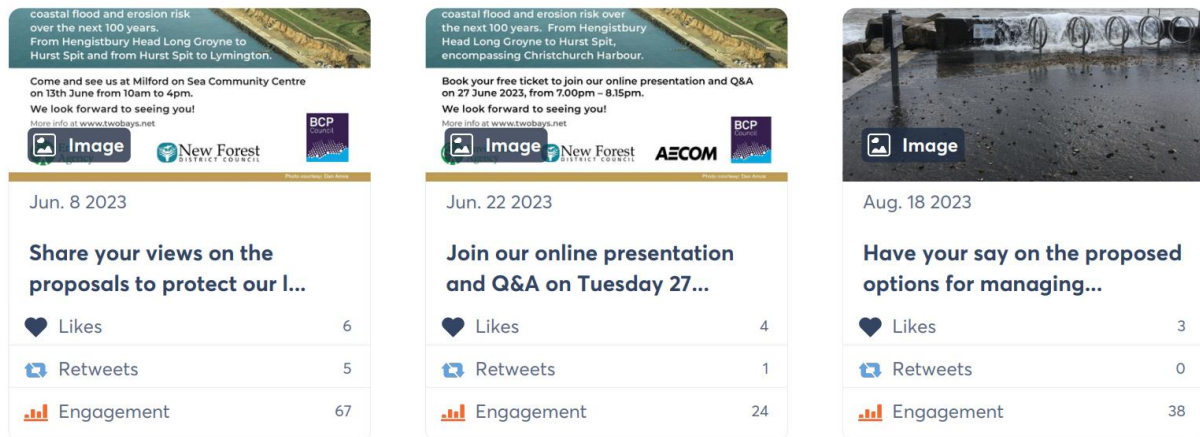 coastal flood and erosion risk
over the next 100 years.
From Hengistbury Head Long Groyne to
Hurst Spit and from Hurst Spit to Lymington.
Come and see us at Milford on Sea Community Centre
on 13th June from 10am to 4pm.
We look forward to seeing you!
More info at www.twobays.net
Image
Agency
New Forest
DISTRICT COUNCIL
BCP
Council
Photo courtesy:
Jun. 8 2023
Share your views on the
proposals to protect our l...
Likes 6
Retweets 5
Engagement 67
coastal flood and erosion risk over
the next 100 years. From Hengistbury
Head Long Groyne to Hurst Spit,
encompassing Christchurch Harbour.
Book your free ticket to join our online presentation and Q&A
on 27 June 2023, from 7.00pm – 8.15pm.
We look forward to seeing you!
More info at www.twobays.net
Image
New Forest
DISTRICT COUNCIL
AECOM
BCP
Council
Photo courtesy:
Jun. 22 2023
Join our online presentation
and Q&A on Tuesday 27...
Likes 4
Retweets 1
Engagement 24
Image
Aug. 18 2023
Have your say on the proposed
options for managing...
Likes 3
Retweets 0
Engagement 38